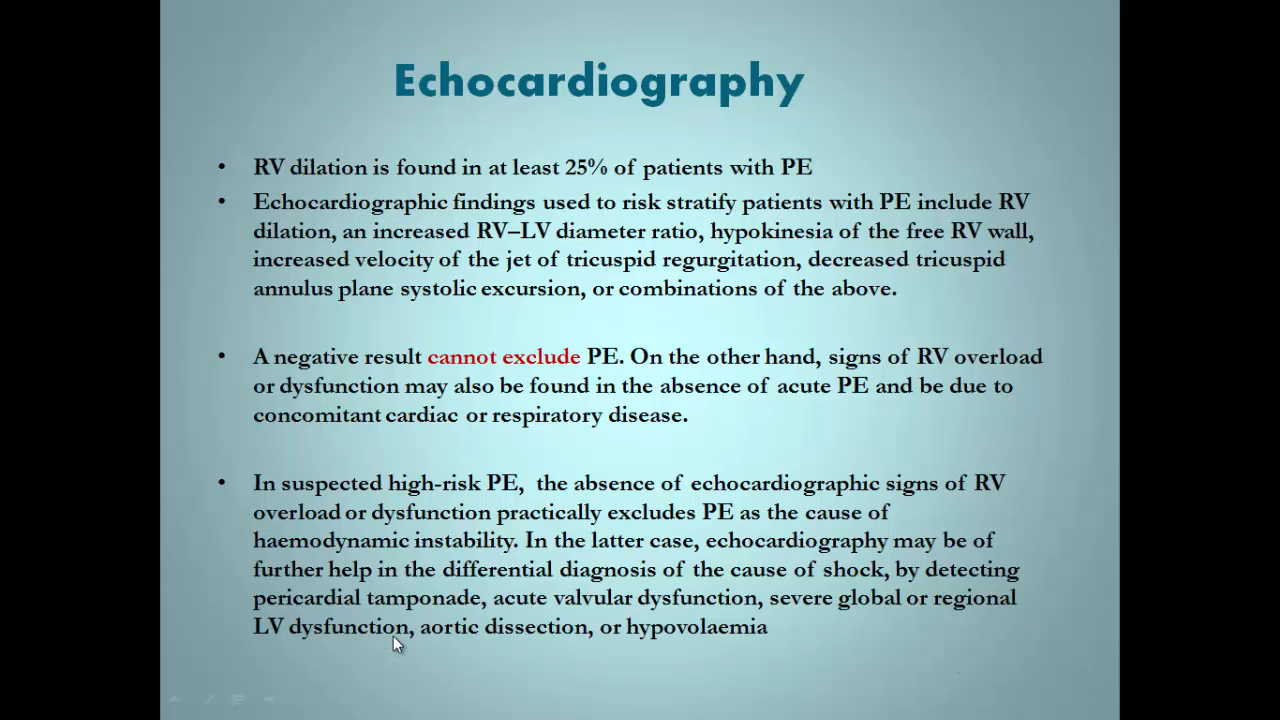 Echocardiography
• RV dilation is found in at least 25% of patients with PE
• Echocardiographic findings used to risk stratify patients with PE include RV
dilation, an increased RV–LV diameter ratio, hypokinesia of the free RV wall,
increased velocity of the jet of tricuspid regurgitation, decreased tricuspid
annulus plane systolic excursion, or combinations of the above.
• A negative result cannot exclude PE. On the other hand, signs of RV overload
or dysfunction may also be found in the absence of acute PE and be due to
concomitant cardiac or respiratory disease.
• In suspected high-risk PE,  the absence of echocardiographic signs of RV
overload or dysfunction practically excludes PE as the cause of
haemodynamic instability. In the latter case, echocardiography may be of
further help in the differential diagnosis of the cause of shock, by detecting
pericardial tamponade, acute valvular dysfunction, severe global or regional
LV dysfunction, aortic dissection, or hypovolaemia